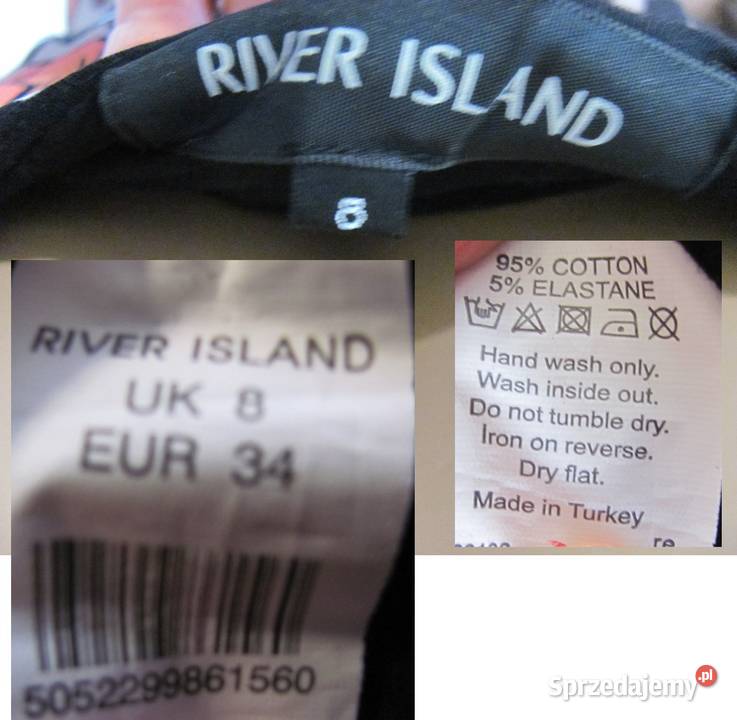 RIVER ISLAND
8
RIVER ISLAND
UK 8
EUR 34
5052299861560
95% COTTON
5% ELASTANE
Hand wash only.
Wash inside out.
Do not tumble dry.
Iron on reverse.
Dry flat.
Made in Turkey
re
Sprzedajemy.pl